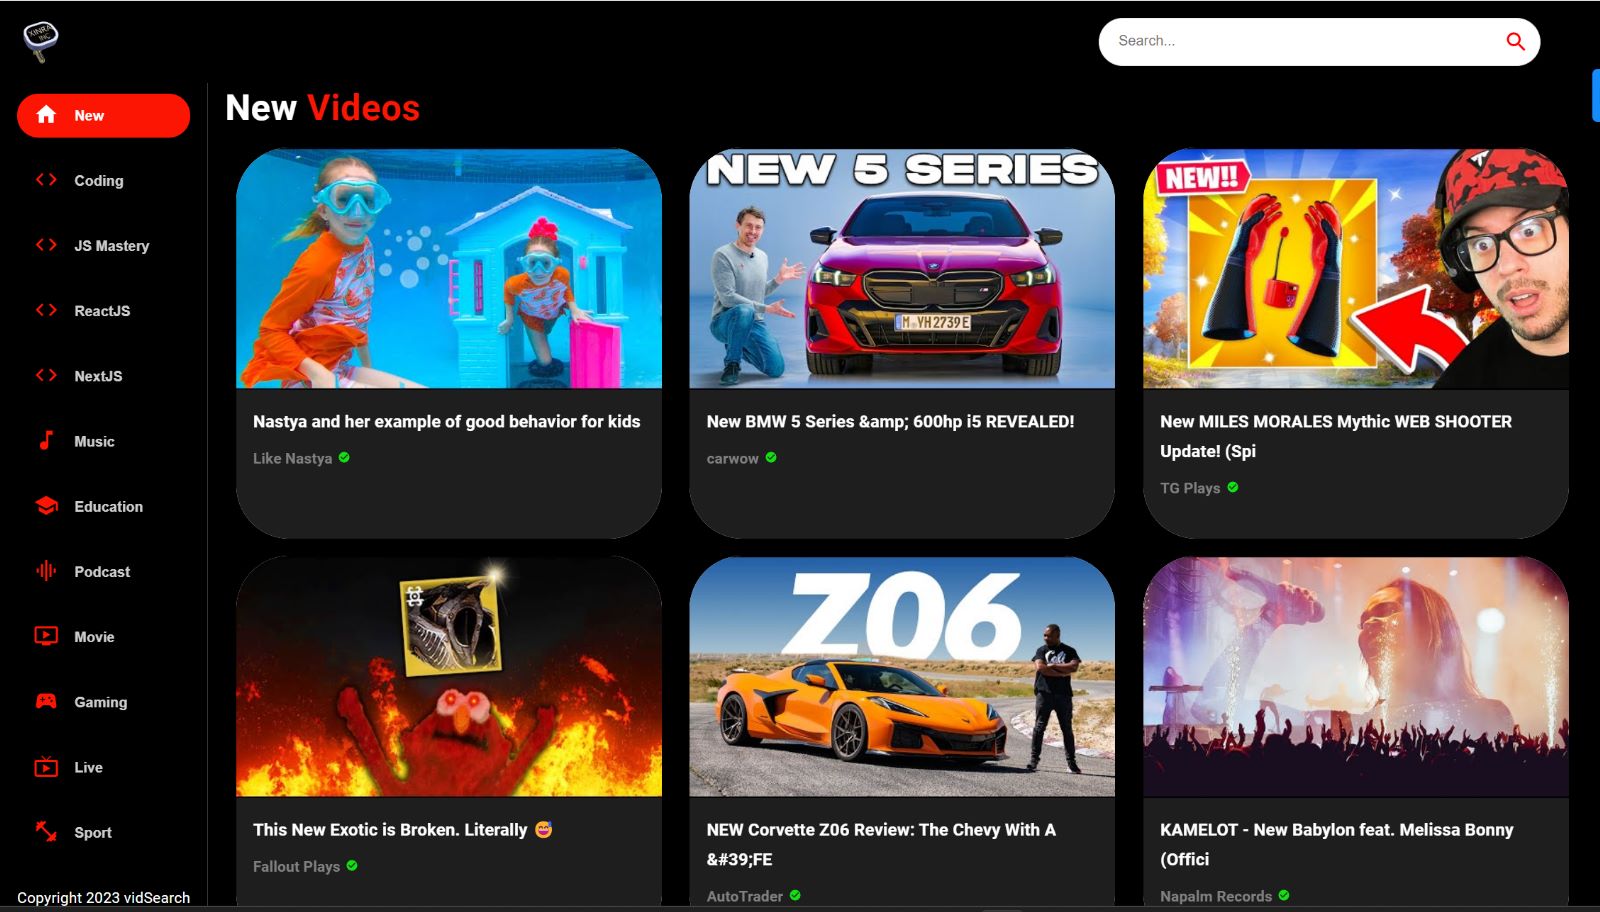 XINRA
INC
Search...
New
Coding
JS Mastery
ReactJS
NextJS
Music
Education
Podcast
Movie
Gaming
Live
Sport
Copyright 2023 vidSearch
New Videos
Nastya and her example of good behavior for kids
Like Nastya
NEW 5 SERIES
M YH 2739 E
New BMW 5 Series &amp; 600hp i5 REVEALED!
carwow
NEW!!
New MILES MORALES Mythic WEB SHOOTER
Update! (Spi
TG Plays
This New Exotic is Broken. Literally 😅
Fallout Plays
Z06
NEW Corvette Z06 Review: The Chevy With A
&#39;FE
AutoTrader
KAMELOT - New Babylon feat. Melissa Bonny
(Offici
Napalm Records